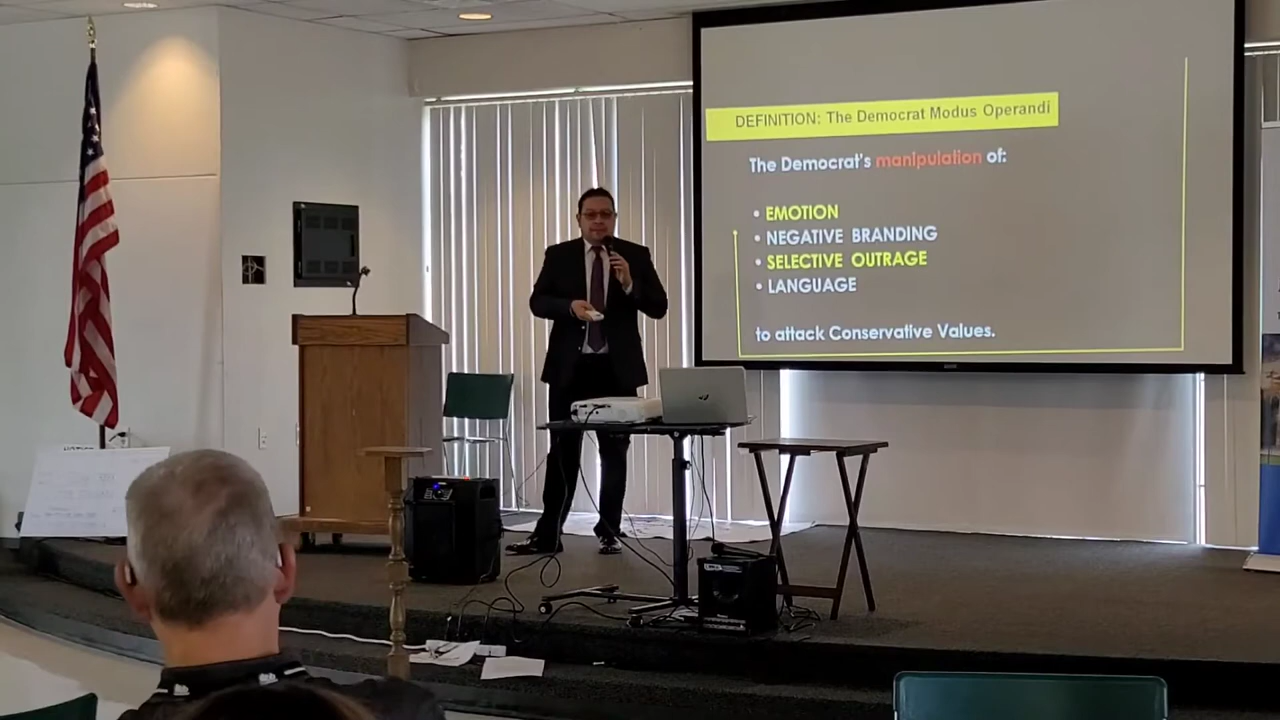 DEFINITION: The Democrat Modus Operandi
The Democrat's manipulation of:
• EMOTION
• NEGATIVE BRANDING
• SELECTIVE OUTRAGE
• LANGUAGE
to attack Conservative Values.